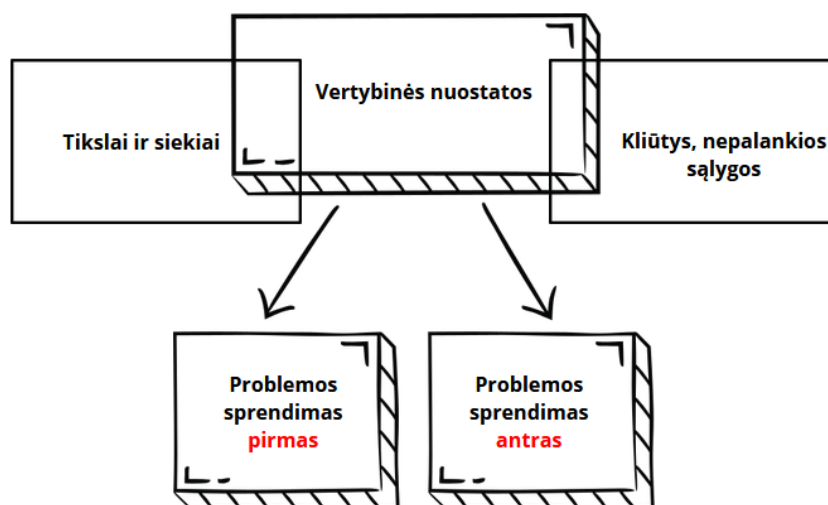 Vertybinės nuostatos
Tikslai ir siekiai
Kliūtys, nepalankios
sąlygos
Problemos
sprendimas
pirmas
Problemos
sprendimas
antras